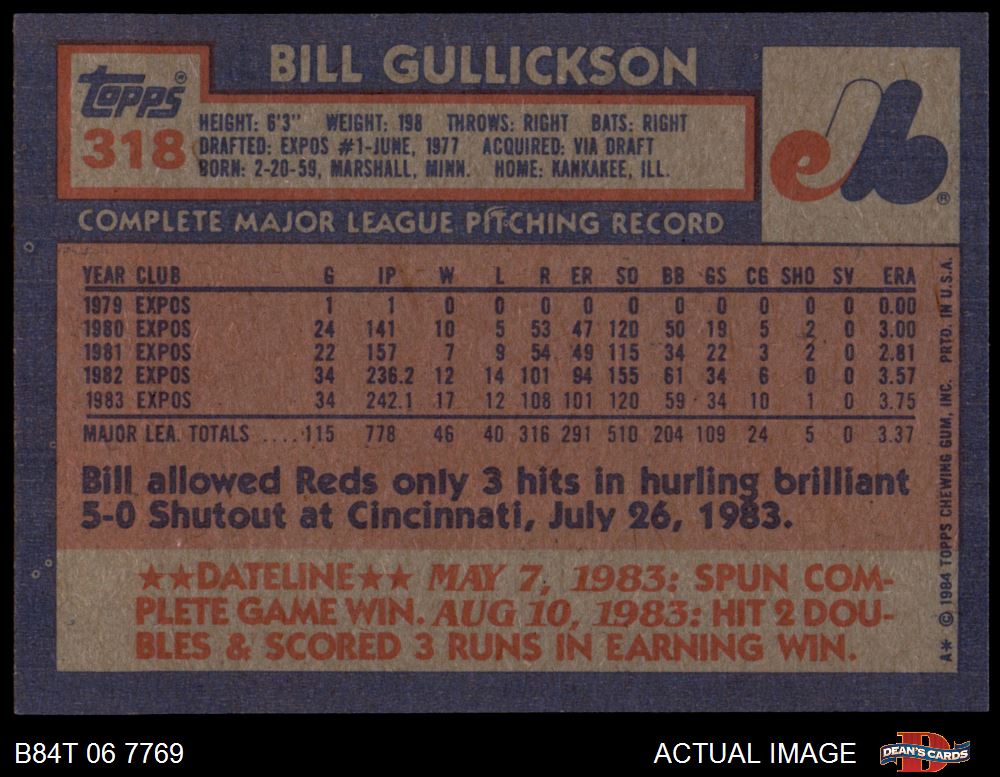 BILL GULLICKSON
topps®
318
HEIGHT: 6'3" WEIGHT: 198 THROWS: RIGHT BATS: RIGHT
DRAFTED: EXPOS #1-JUNE, 1977 ACQUIRED: VIA DRAFT
BORN: 2-20-59, MARSHALL, MINN. HOME: KANKAKEE, ILL.
eb®
COMPLETE MAJOR LEAGUE PITCHING RECORD
YEAR CLUB G IP W L R ER SO BB GS CG SHO SV ERA
1979 EXPOS 1 1 0 0 0 0 0 0 0 0 0 0 0.00
1980 EXPOS 24 141 10 5 53 47 120 50 19 5 2 0 3.00
1981 EXPOS 22 157 7 9 54 49 115 34 22 3 2 0 2.81
1982 EXPOS 34 236.2 12 14 101 94 155 61 34 6 0 0 3.57
1983 EXPOS 34 242.1 17 12 108 101 120 59 34 10 1 0 3.75
MAJOR LEA. TOTALS ....115 778 46 40 316 291 510 204 109 24 5 0 3.37
Bill allowed Reds only 3 hits in hurling brilliant
5-0 Shutout at Cincinnati, July 26, 1983.
★★DATELINE★★ MAY 7, 1983: SPUN COM-
PLETE GAME WIN. AUG 10, 1983: HIT 2 DOU-
BLES & SCORED 3 RUNS IN EARNING WIN.
A* © 1984 TOPPS CHEWING GUM, INC. PRTD. IN U.S.A.
B84T 06 7769
ACTUAL IMAGE
D
DEAN'S CARDS